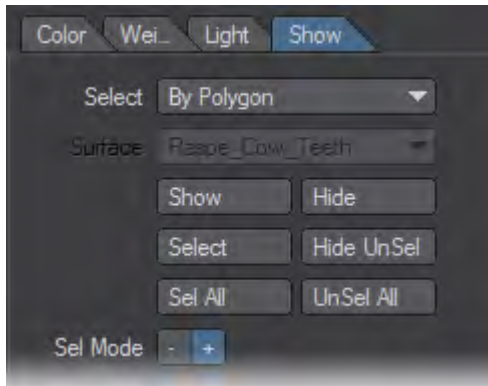 Color Wei... Light Show
Select By Polygon
Surface Raspe_Cow_Teeth
Show Hide
Select Hide UnSel
Sel All UnSel All
Sel Mode - +